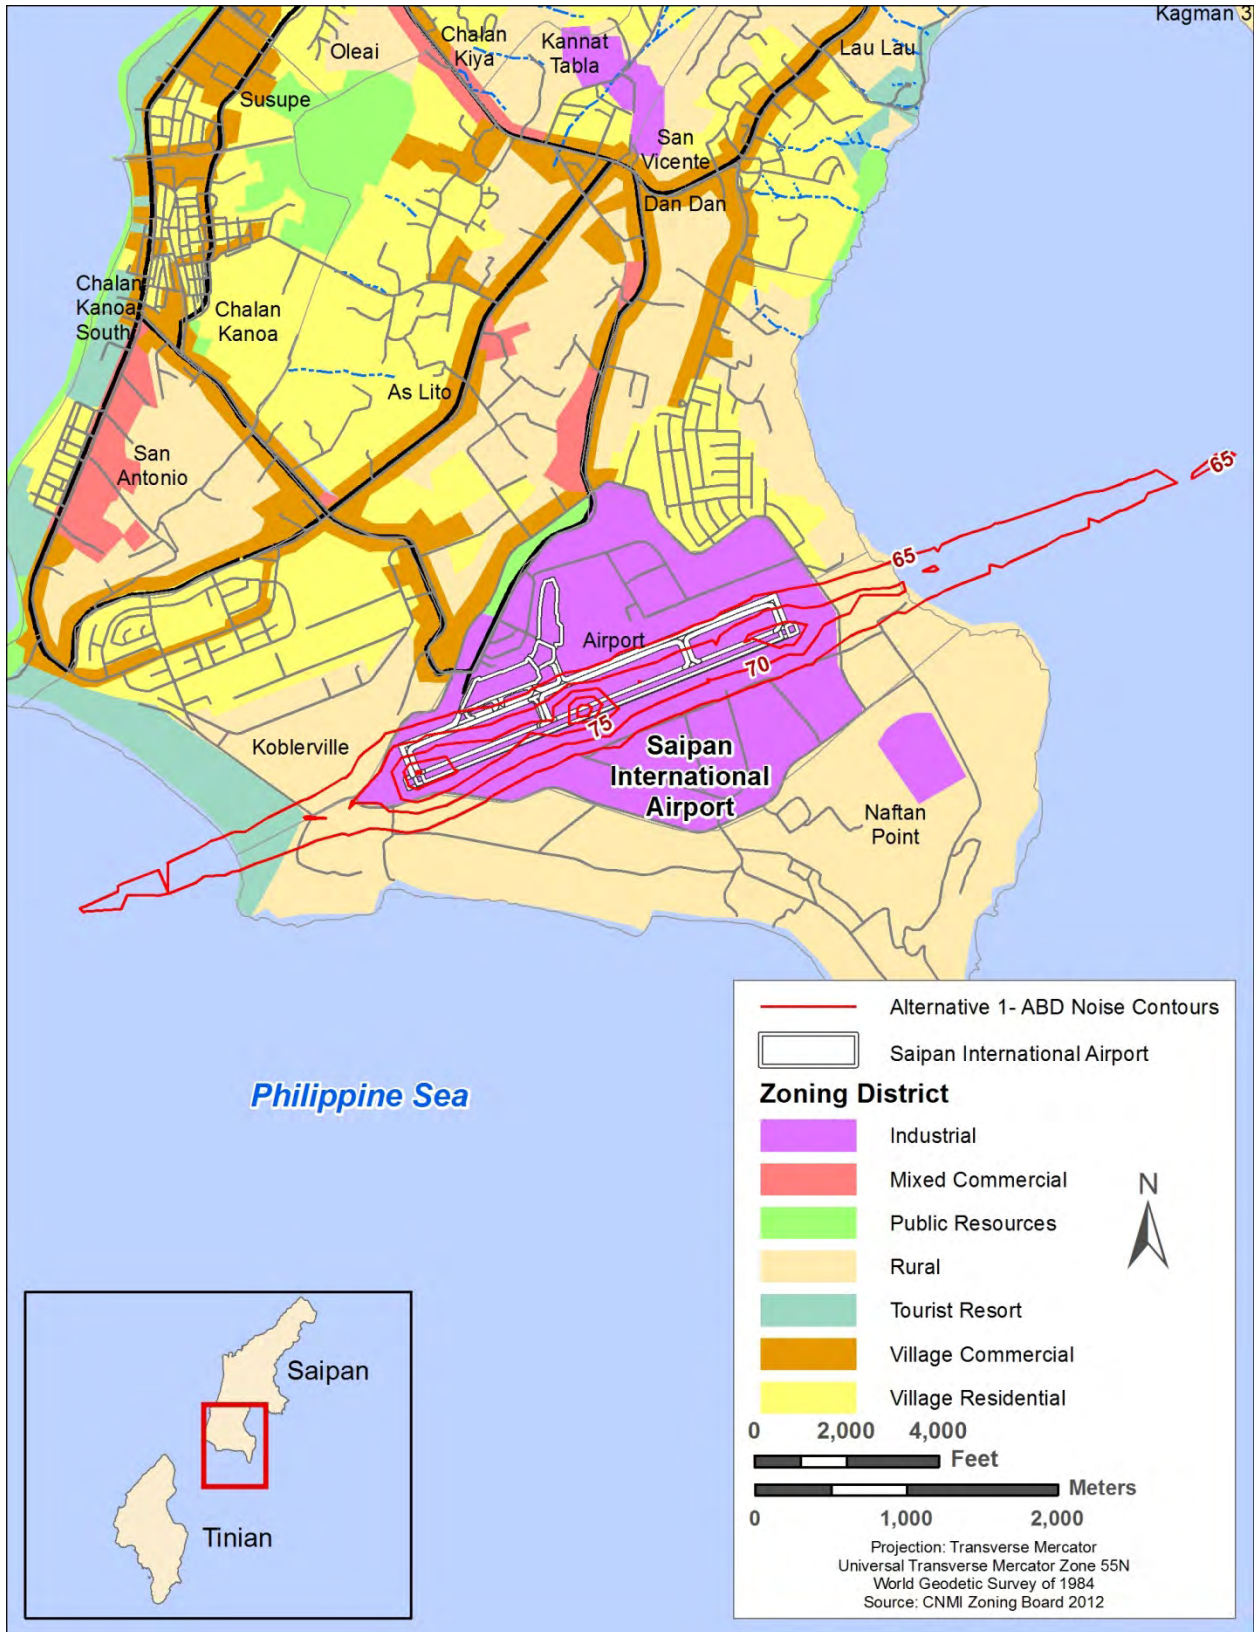 Kagman 3
Oleai
Chalan
Kiya
Kannat
Tabla
Lau Lau
Susupe
San
Vicente
Dan Dan
Chalan
Kanoa
South
Chalan
Kanoa
As Lito
San
Antonio
65
65
Airport
70
75
Koblerville
Saipan
International
Airport
Naftan
Point
Philippine Sea
Alternative 1- ABD Noise Contours
Saipan International Airport
Zoning District
Industrial
Mixed Commercial
Public Resources
Rural
Tourist Resort
Village Commercial
Village Residential
N
0 2,000 4,000
Feet
Meters
0 1,000 2,000
Projection: Transverse Mercator
Universal Transverse Mercator Zone 55N
World Geodetic Survey of 1984
Source: CNMI Zoning Board 2012
Saipan
Tinian